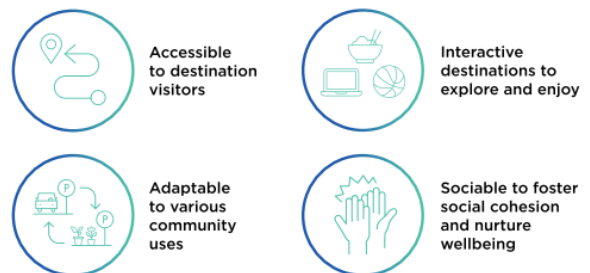 Accessible
to destination
visitors
Interactive
destinations to
explore and enjoy
P
P
Adaptable
to various
community
uses
Sociable to foster
social cohesion
and nurture
wellbeing